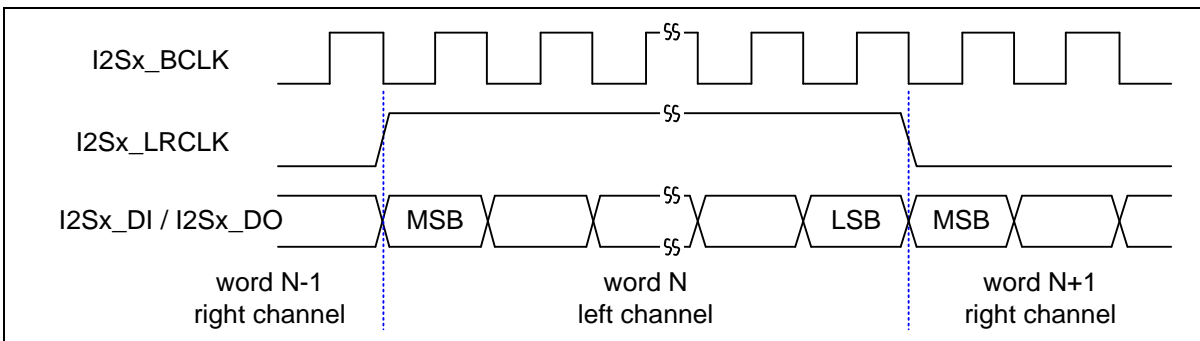 I2Sx_BCLK
I2Sx_LRCLK
I2Sx_DI / I2Sx_DO
MSB
LSB
MSB
word N-1
right channel
word N
left channel
word N+1
right channel